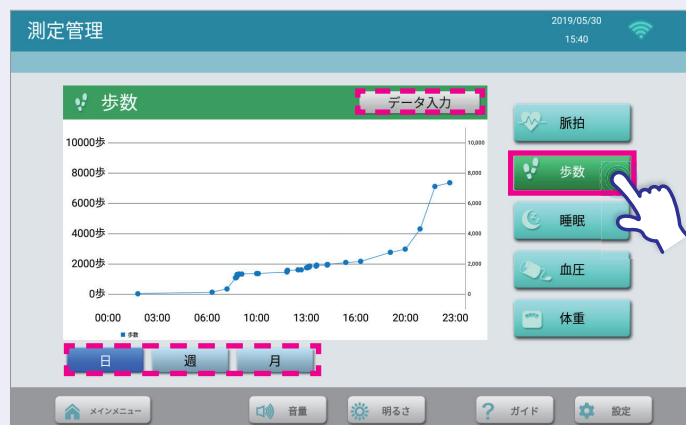 測定管理
2019/05/30
15:40
歩数
データ入力
10000歩
10,000
8000歩
8,000
6000歩
6,000
4000歩
4,000
2000歩
2,000
0歩
0
00:00 03:00 06:00 10:00 13:00 16:00 20:00 23:00
歩数
日 週 月
脈拍
歩数
睡眠
血圧
体重
メインメニュー 音量 明るさ ? ガイド 設定